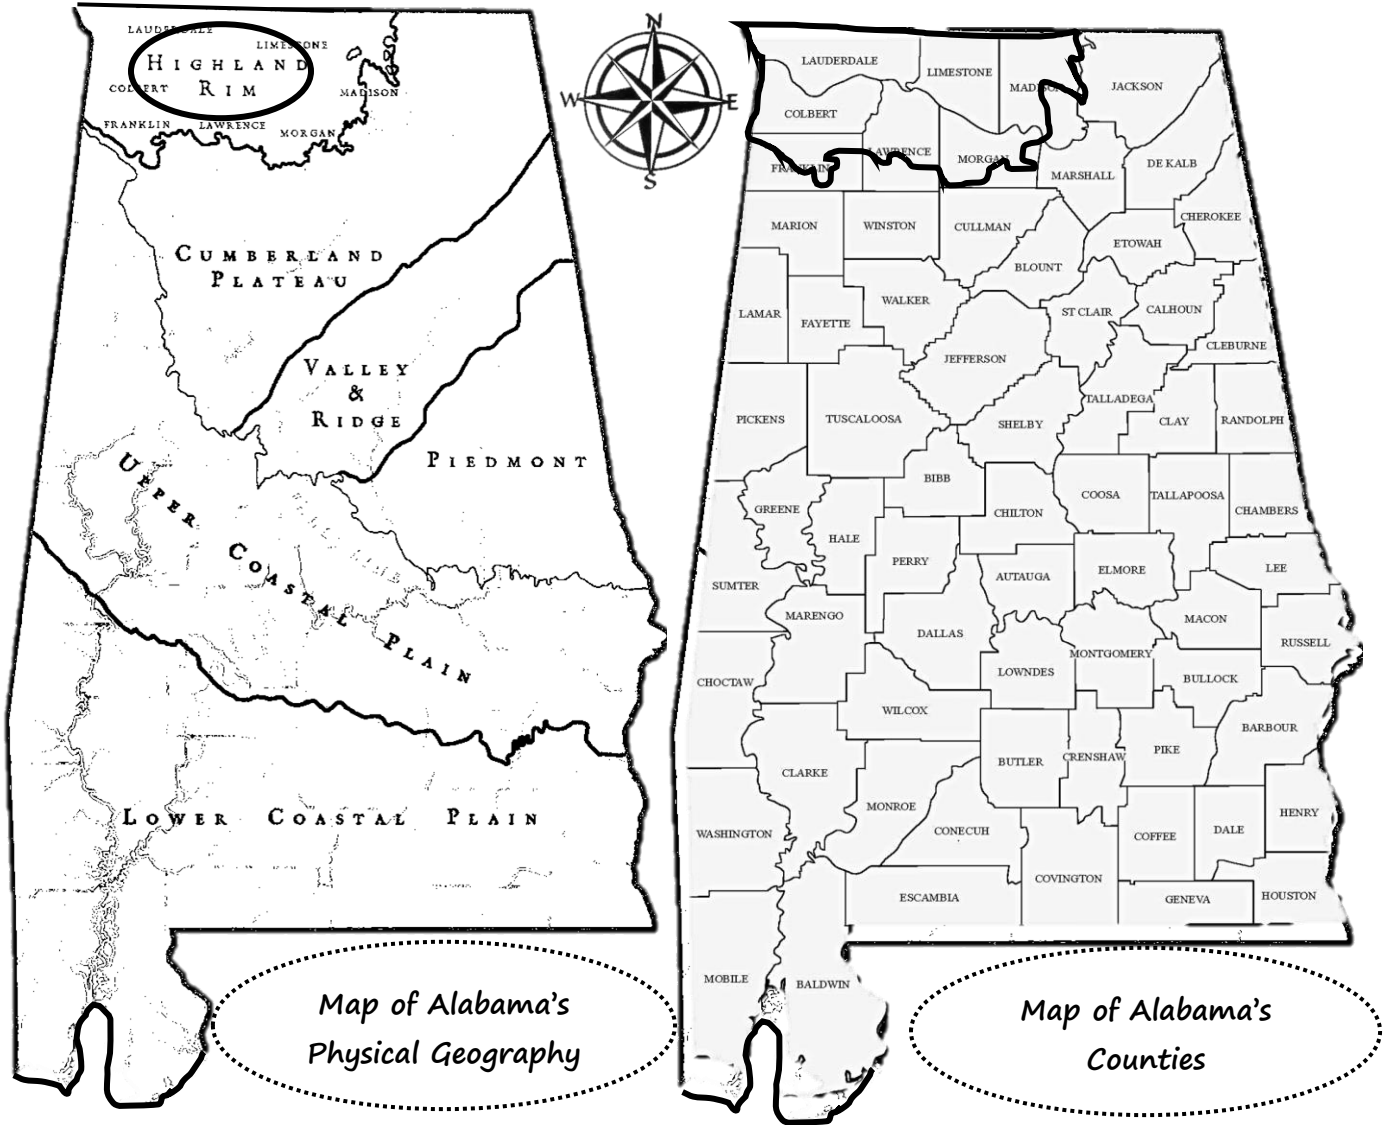 LAUDERDALE
LIMESTONE
HIGHLAND
RIM
COLBERT
MADISON
FRANKLIN
LAWRENCE
MORGAN
CUMBERLAND
PLATEAU
VALLEY
&
RIDGE
PIEDMONT
UPPER COASTAL PLAIN
LOWER COASTAL PLAIN
Map of Alabama's
Physical Geography
N
W
E
S
LAUDERDALE
LIMESTONE
MADISON
JACKSON
COLBERT
LAWRENCE
MORGAN
FRANKLIN
MARSHALL
DE KALB
MARION
WINSTON
CULLMAN
CHEROKEE
ETOWAH
BLOUNT
WALKER
LAMAR
FAYETTE
ST CLAIR
CALHOUN
CLEBURNE
JEFFERSON
TALLADEGA
PICKENS
TUSCALOOSA
SHELBY
CLAY
RANDOLPH
BIBB
COOSA
TALLAPOOSA
GREENE
CHILTON
CHAMBERS
HALE
PERRY
AUTAUGA
ELMORE
LEE
SUMTER
MARENGO
DALLAS
MACON
RUSSELL
MONTGOMERY
LOWNDES
CHOCTAW
BULLOCK
WILCOX
BARBOUR
CLARKE
BUTLER
CRENSHAW
PIKE
MONROE
HENRY
WASHINGTON
CONECUH
COFFEE
DALE
COVINGTON
ESCAMBIA
GENEVA
HOUSTON
MOBILE
BALDWIN
Map of Alabama's
Counties